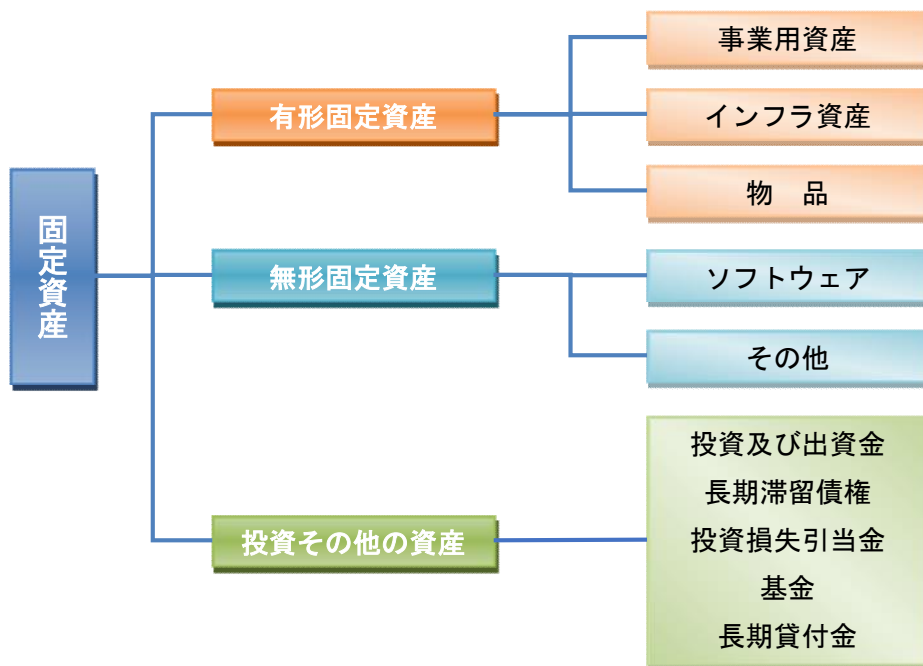 固定資産
有形固定資産
事業用資産
インフラ資産
物　品
無形固定資産
ソフトウェア
その他
投資その他の資産
投資及び出資金
長期滞留債権
投資損失引当金
基金
長期貸付金